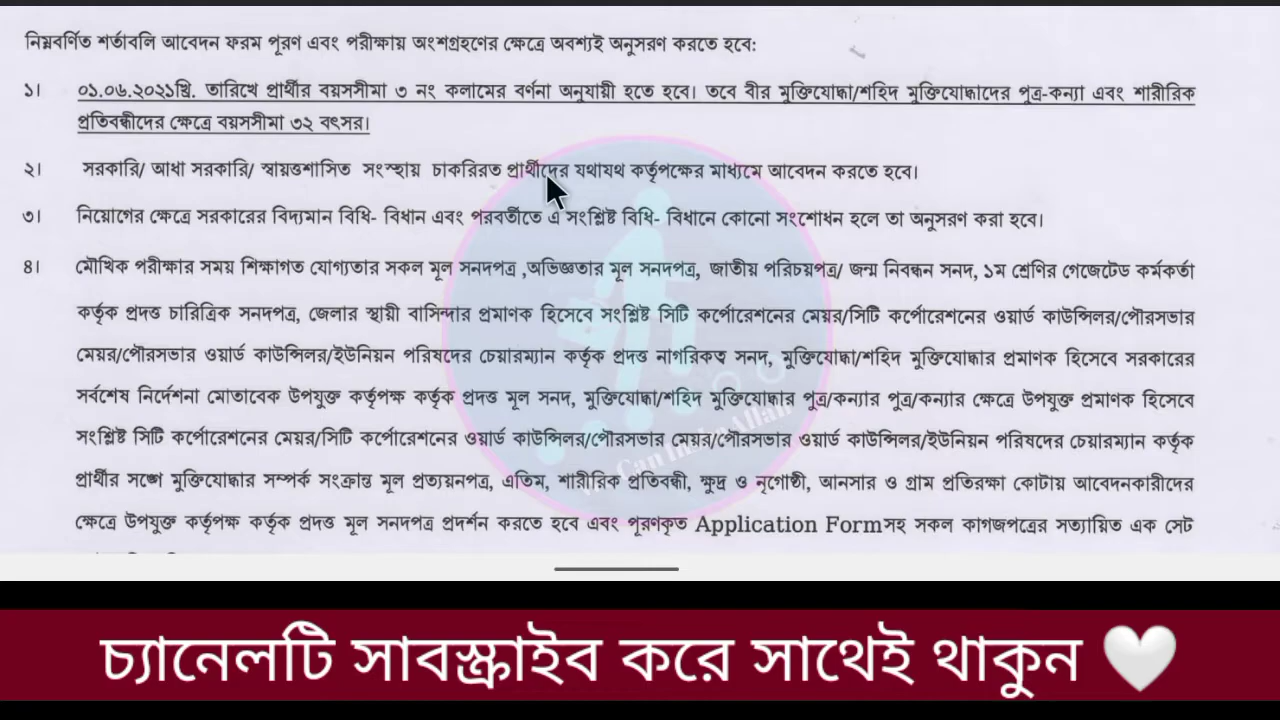 নিম্নবর্ণিত শর্তাবলি আবেদন ফরম পূরণ এবং পরীক্ষায় অংশগ্রহণের ক্ষেত্রে অবশ্যই অনুসরণ করতে হবে:
১। ০১.০৬.২০২১খ্রি. তারিখে প্রার্থীর বয়সসীমা ৩ নং কলামের বর্ণনা অনুযায়ী হতে হবে। তবে বীর মুক্তিযোদ্ধা/শহিদ মুক্তিযোদ্ধাদের পুত্র-কন্যা এবং শারীরিক
প্রতিবন্ধীদের ক্ষেত্রে বয়সসীমা ৩২ বৎসর।
২। সরকারি/ আধা সরকারি/ স্বায়ত্তশাসিত সংস্হায় চাকরিরত প্রার্থীদের যথাযথ কর্তৃপক্ষের মাধ্যমে আবেদন করতে হবে।
৩। নিয়োগের ক্ষেত্রে সরকারের বিদ্যমান বিধি- বিধান এবং পরবর্তীতে এ সংশ্লিষ্ট বিধি- বিধানে কোনো সংশোধন হলে তা অনুসরণ করা হবে।
৪। মৌখিক পরীক্ষার সময় শিক্ষাগত যোগ্যতার সকল মূল সনদপত্র ,অভিজ্ঞতার মূল সনদপত্র, জাতীয় পরিচয়পত্র/ জন্ম নিবন্ধন সনদ, ১ম শ্রেণির গেজেটেড কর্মকর্তা
কর্তৃক প্রদত্ত চারিত্রিক সনদপত্র, জেলার স্থায়ী বাসিন্দার প্রমাণক হিসেবে সংশ্লিষ্ট সিটি কর্পোরেশনের মেয়র/সিটি কর্পোরেশনের ওয়ার্ড কাউন্সিলর/পৌরসভার
মেয়র/পৌরসভার ওয়ার্ড কাউন্সিলর/ইউনিয়ন পরিষদের চেয়ারম্যান কর্তৃক প্রদত্ত নাগরিকত্ব সনদ, মুক্তিযোদ্ধা/শহিদ মুক্তিযোদ্ধার প্রমাণক হিসেবে সরকারের
সর্বশেষ নির্দেশনা মোতাবেক উপযুক্ত কর্তৃপক্ষ কর্তৃক প্রদত্ত মূল সনদ, মুক্তিযোদ্ধা/শহিদ মুক্তিযোদ্ধার পুত্র/কন্যার পুত্র/কন্যার ক্ষেত্রে উপযুক্ত প্রমাণক হিসেবে
সংশ্লিষ্ট সিটি কর্পোরেশনের মেয়র/সিটি কর্পোরেশনের ওয়ার্ড কাউন্সিলর/পৌরসভার মেয়র/পৌরসভার ওয়ার্ড কাউন্সিলর/ইউনিয়ন পরিষদের চেয়ারম্যান কর্তৃক
প্রার্থীর সঙ্গে মুক্তিযোদ্ধার সম্পর্ক সংক্রান্ত মূল প্রত্যয়নপত্র, এতিম, শারীরিক প্রতিবন্ধী, ক্ষুদ্র ও নৃগোষ্ঠী, আনসার ও গ্রাম প্রতিরক্ষা কোটায় আবেদনকারীদের
ক্ষেত্রে উপযুক্ত কর্তৃপক্ষ কর্তৃক প্রদত্ত মূল সনদপত্র প্রদর্শন করতে হবে এবং পূরণকৃত Application Formসহ সকল কাগজপত্রের সত্যায়িত এক সেট
চ্যানেলটি সাবস্ক্রাইব করে সাথেই থাকুন